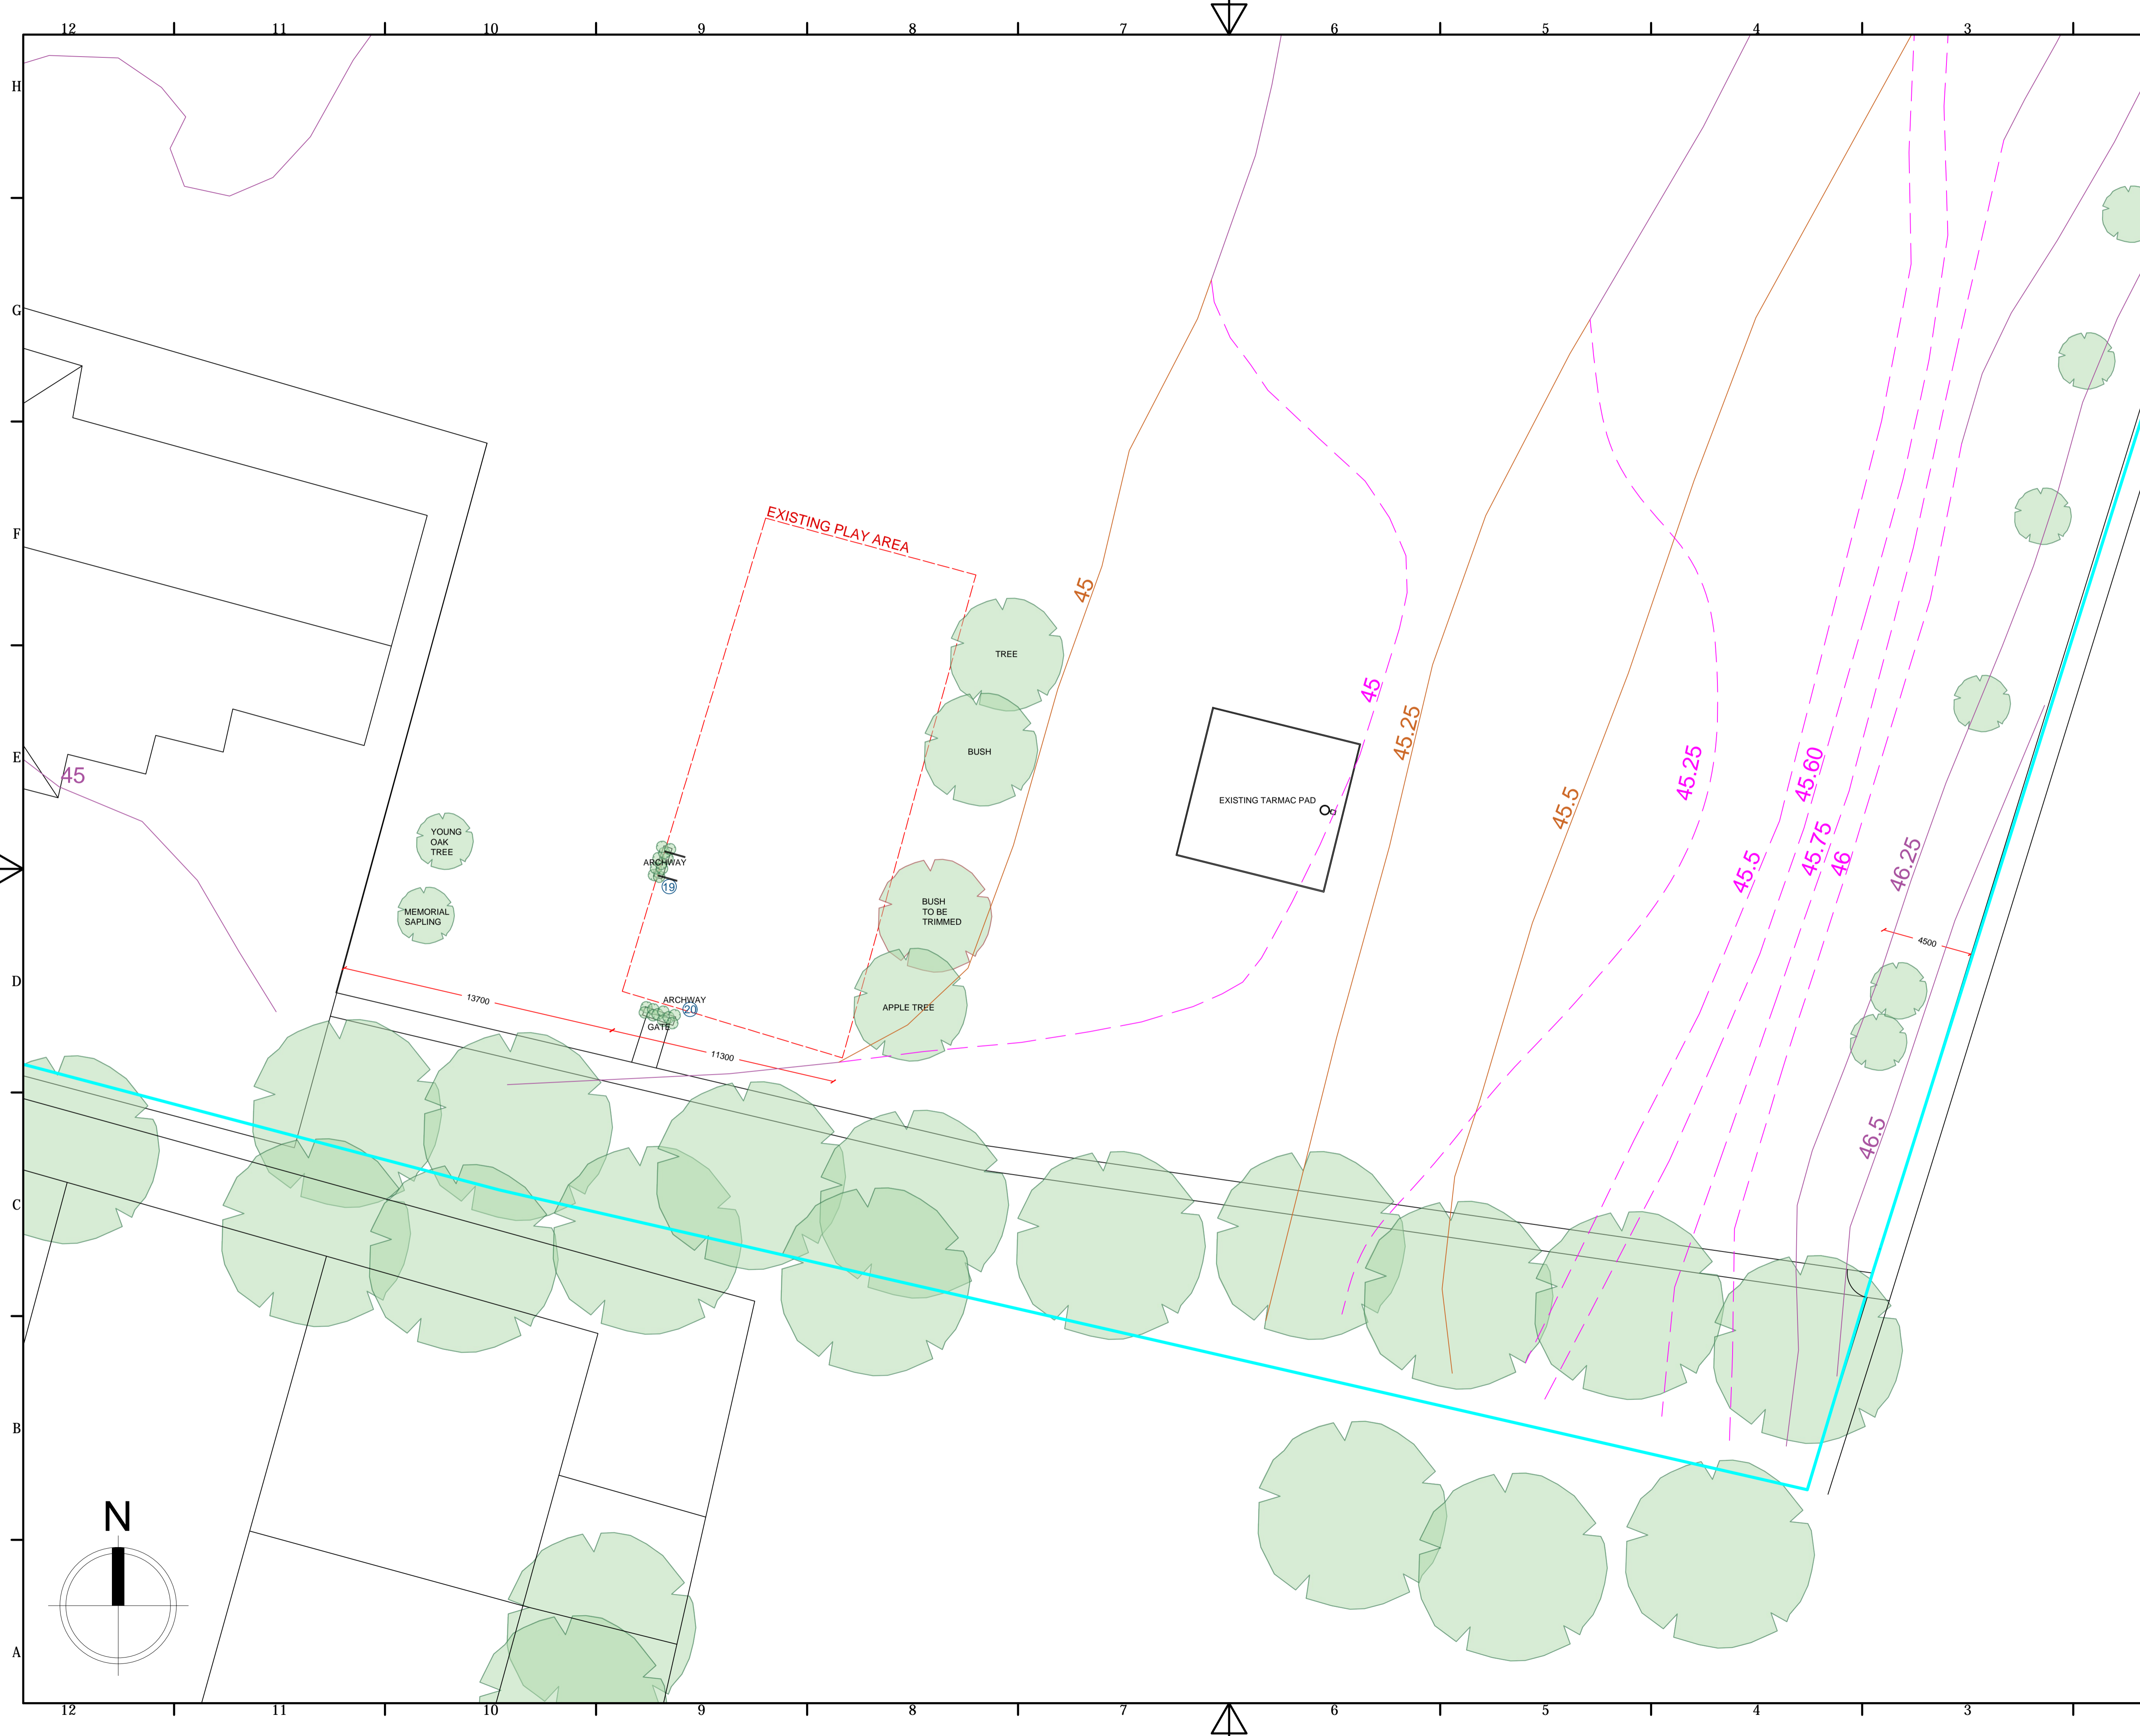 12 11 10 9 8 7 6 5 4 3
H
G
F
E
D
C
B
A
EXISTING PLAY AREA
45
TREE
45
BUSH
45.25
45.25
45.60
45
EXISTING TARMAC PAD
45.5
YOUNG
OAK
TREE
45.75
46
46.25
45.5
ARCHWAY
19
MEMORIAL
SAPLING
BUSH
TO BE
TRIMMED
4500
13700
ARCHWAY
20
APPLE TREE
GATE
11300
46.5
N
12 11 10 9 8 7 6 5 4 3